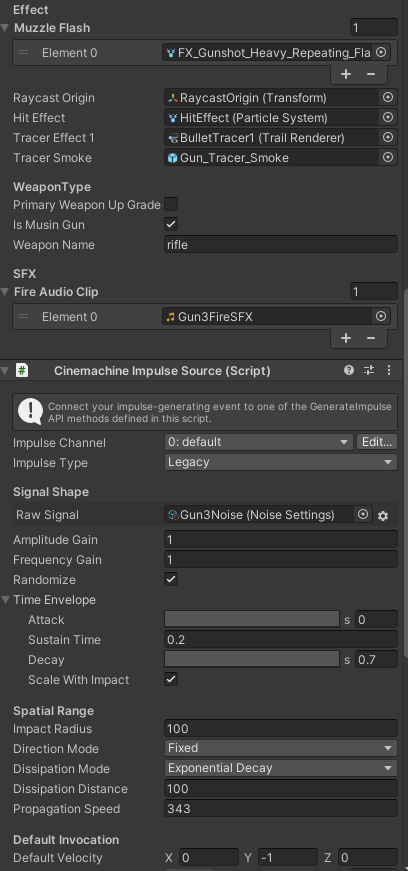 Effect
Muzzle Flash 1
Element 0 FX_Gunshot_Heavy_Repeating_Fla
+ −
Raycast Origin RaycastOrigin (Transform)
Hit Effect HitEffect (Particle System)
Tracer Effect 1 BulletTracer1 (Trail Renderer)
Tracer Smoke Gun_Tracer_Smoke
WeaponType
Primary Weapon Up Grade
Is Musin Gun
Weapon Name rifle
SFX
Fire Audio Clip 1
Element 0 Gun3FireSFX
+ −
# Cinemachine Impulse Source (Script)
Connect your impulse-generating event to one of the GenerateImpulse
API methods defined in this script.
Impulse Channel 0: default Edit...
Impulse Type Legacy
Signal Shape
Raw Signal Gun3Noise (Noise Settings)
Amplitude Gain 1
Frequency Gain 1
Randomize
Time Envelope
Attack s 0
Sustain Time 0.2
Decay s 0.7
Scale With Impact
Spatial Range
Impact Radius 100
Direction Mode Fixed
Dissipation Mode Exponential Decay
Dissipation Distance 100
Propagation Speed 343
Default Invocation
Default Velocity X 0 Y -1 Z 0